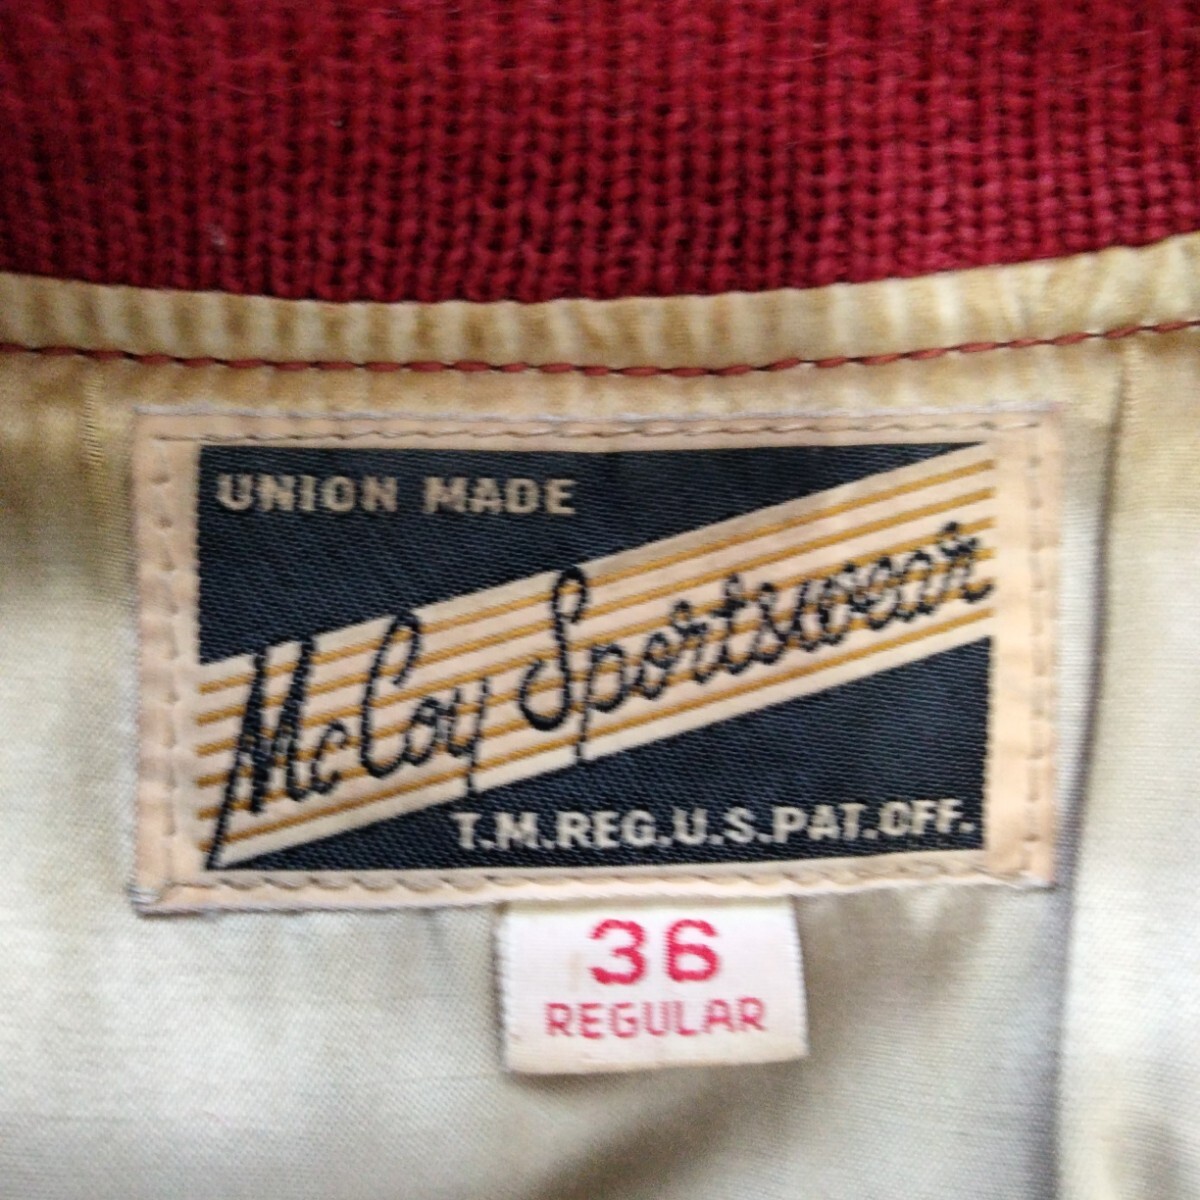 UNION MADE
McCoy Sportswear
T.M.REG.U.S.PAT.OFF.
36
REGULAR